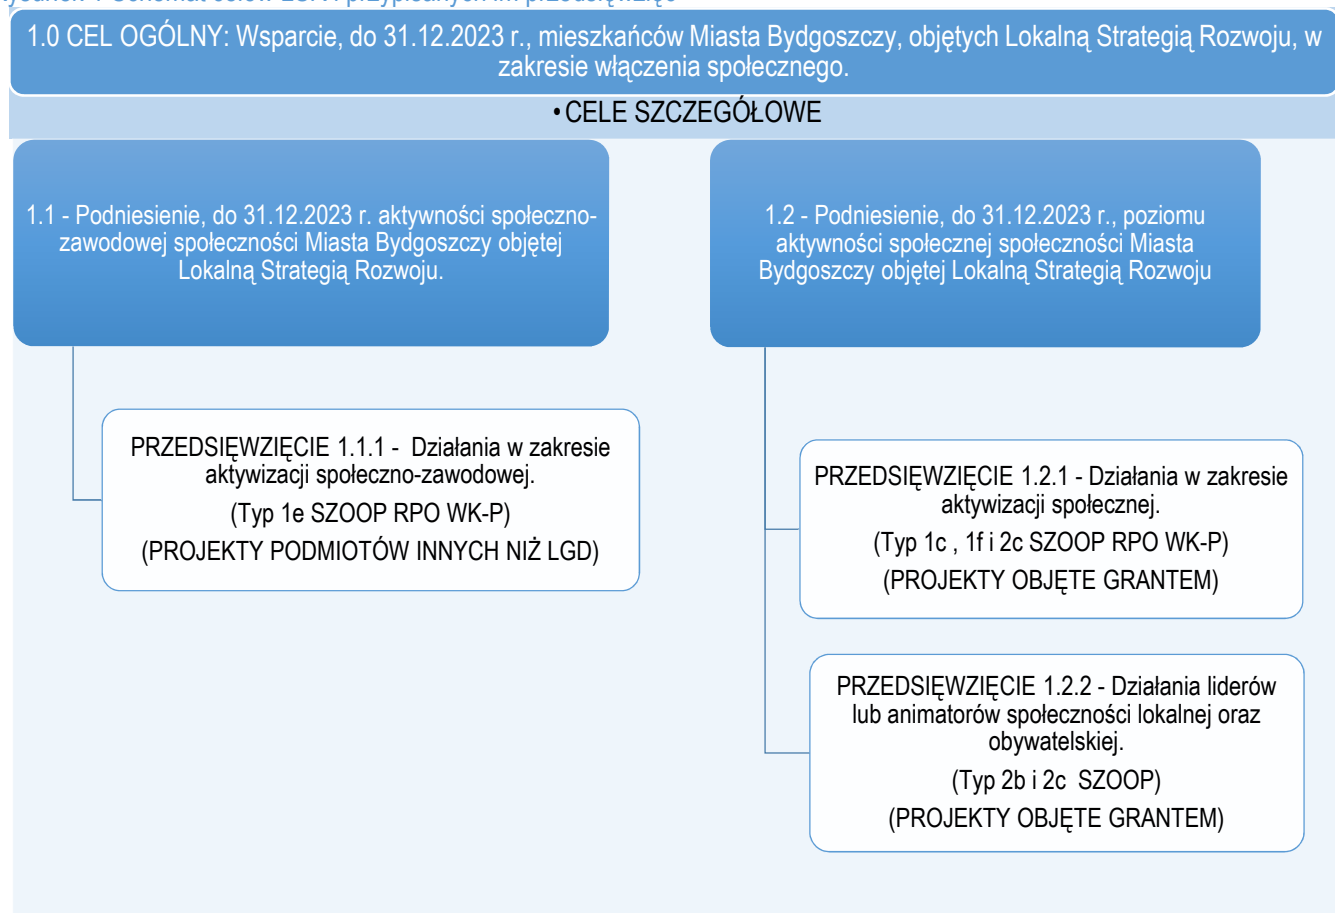 1.0 CEL OGÓLNY: Wsparcie, do 31.12.2023 r., mieszkańców Miasta Bydgoszczy, objętych Lokalną Strategią Rozwoju, w
zakresie włączenia społecznego.
•CELE SZCZEGÓŁOWE
1.1 - Podniesienie, do 31.12.2023 r. aktywności społeczno-
zawodowej społeczności Miasta Bydgoszczy objętej
Lokalną Strategią Rozwoju.
PRZEDSIĘWZIĘCIE 1.1.1 - Działania w zakresie
aktywizacji społeczno-zawodowej.
(Typ 1e SZOOP RPO WK-P)
(PROJEKTY PODMIOTÓW INNYCH NIŻ LGD)
1.2 - Podniesienie, do 31.12.2023 r., poziomu
aktywności społecznej społeczności Miasta
Bydgoszczy objętej Lokalną Strategią Rozwoju
PRZEDSIĘWZIĘCIE 1.2.1 - Działania w zakresie
aktywizacji społecznej.
(Typ 1c , 1f i 2c SZOOP RPO WK-P)
(PROJEKTY OBJĘTE GRANTEM)
PRZEDSIĘWZIĘCIE 1.2.2 - Działania liderów
lub animatorów społeczności lokalnej oraz
obywatelskiej.
(Typ 2b i 2c SZOOP)
(PROJEKTY OBJĘTE GRANTEM)